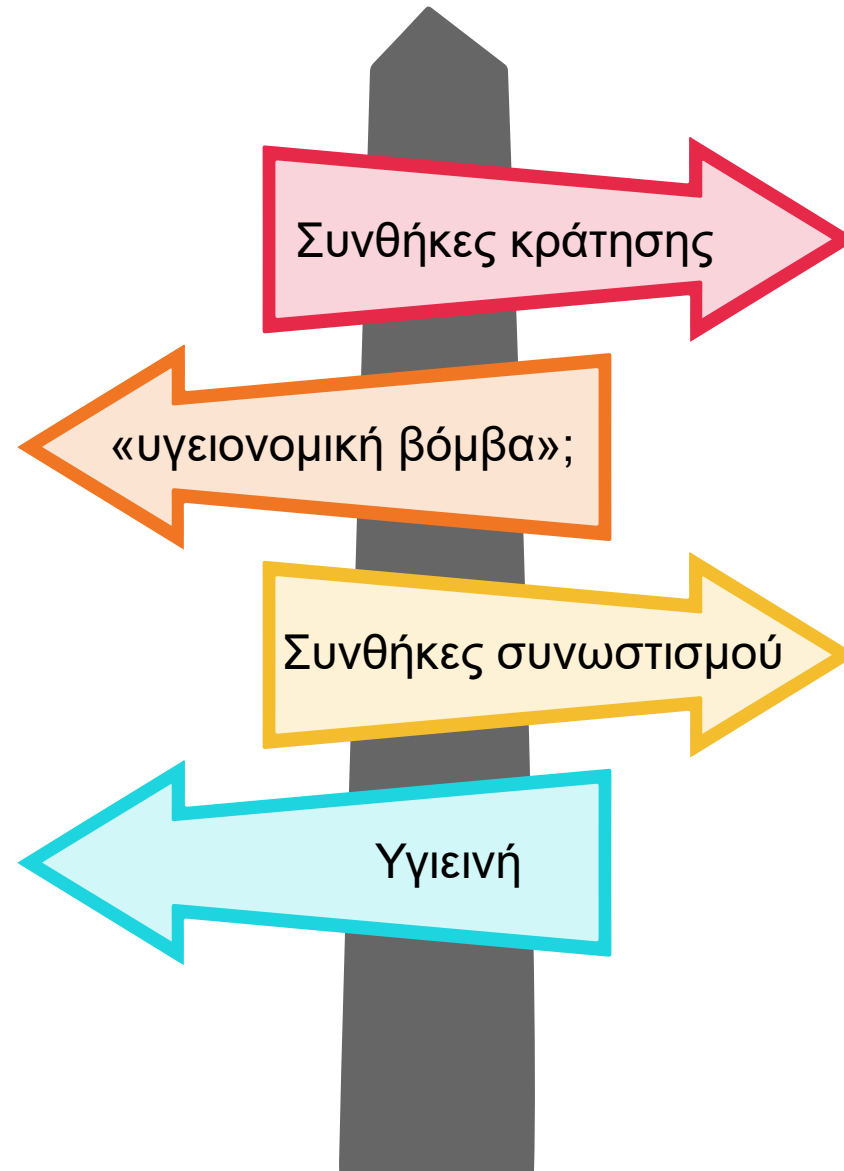 Συνθήκες κράτησης
«υγειονομική βόμβα»;
Συνθήκες συνωστισμού
Υγιεινή